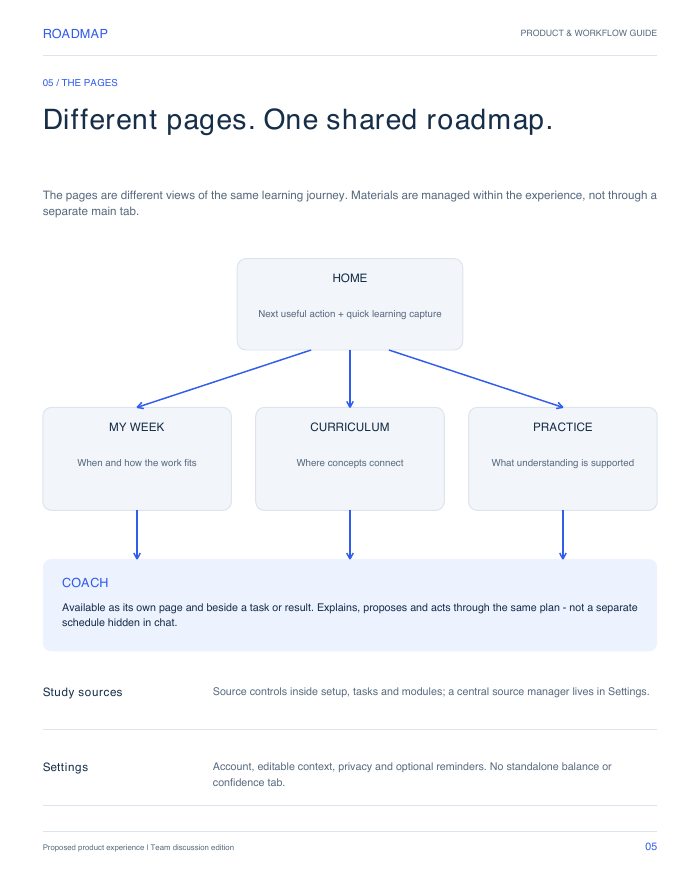 ROADMAP
PRODUCT & WORKFLOW GUIDE
05 / THE PAGES
Different pages. One shared roadmap.
The pages are different views of the same learning journey. Materials are managed within the experience, not through a
separate main tab.
HOME
Next useful action + quick learning capture
MY WEEK
When and how the work fits
CURRICULUM
Where concepts connect
PRACTICE
What understanding is supported
COACH
Available as its own page and beside a task or result. Explains, proposes and acts through the same plan - not a separate
schedule hidden in chat.
Study sources
Source controls inside setup, tasks and modules; a central source manager lives in Settings.
Settings
Account, editable context, privacy and optional reminders. No standalone balance or
confidence tab.
Proposed product experience | Team discussion edition
05